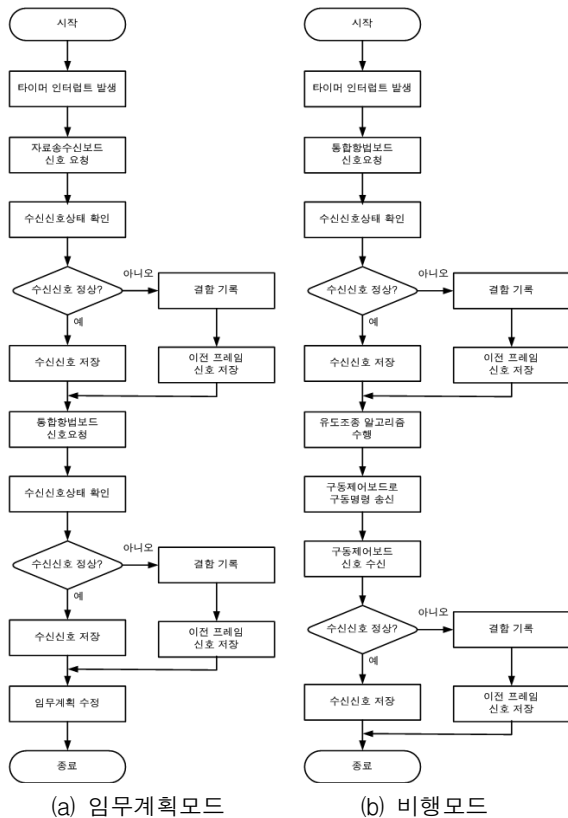 시작
타이머 인터럽트 발생
자료송수신보드
신호 요청
수신신호상태 확인
수신신호 정상?
아니오
결함 기록
예
이전 프레임
신호 저장
수신신호 저장
통합항법보드
신호요청
수신신호상태 확인
수신신호 정상?
아니오
결함 기록
예
이전 프레임
신호 저장
수신신호 저장
임무계획 수정
종료
(a) 임무계획모드
시작
타이머 인터럽트 발생
통합항법보드
신호요청
수신신호상태 확인
수신신호 정상?
아니오
결함 기록
예
이전 프레임
신호 저장
수신신호 저장
유도조종 알고리즘
수행
구동제어보드로
구동명령 송신
구동제어보드
신호 수신
수신신호 정상?
아니오
결함 기록
예
이전 프레임
신호 저장
수신신호 저장
종료
(b) 비행모드